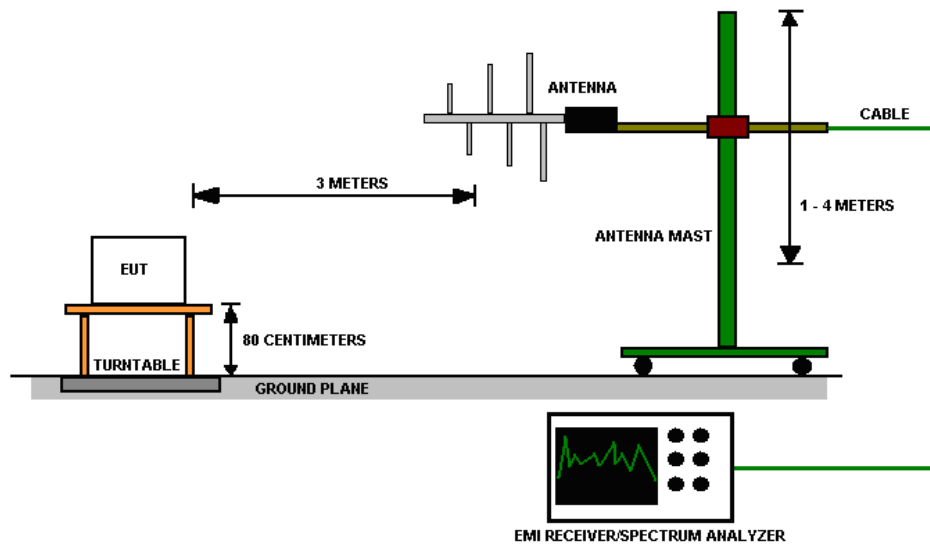 ANTENNA
CABLE
3 METERS
1 - 4 METERS
ANTENNA MAST
EUT
80 CENTIMETERS
TURNTABLE
GROUND PLANE
EMI RECEIVER/SPECTRUM ANALYZER